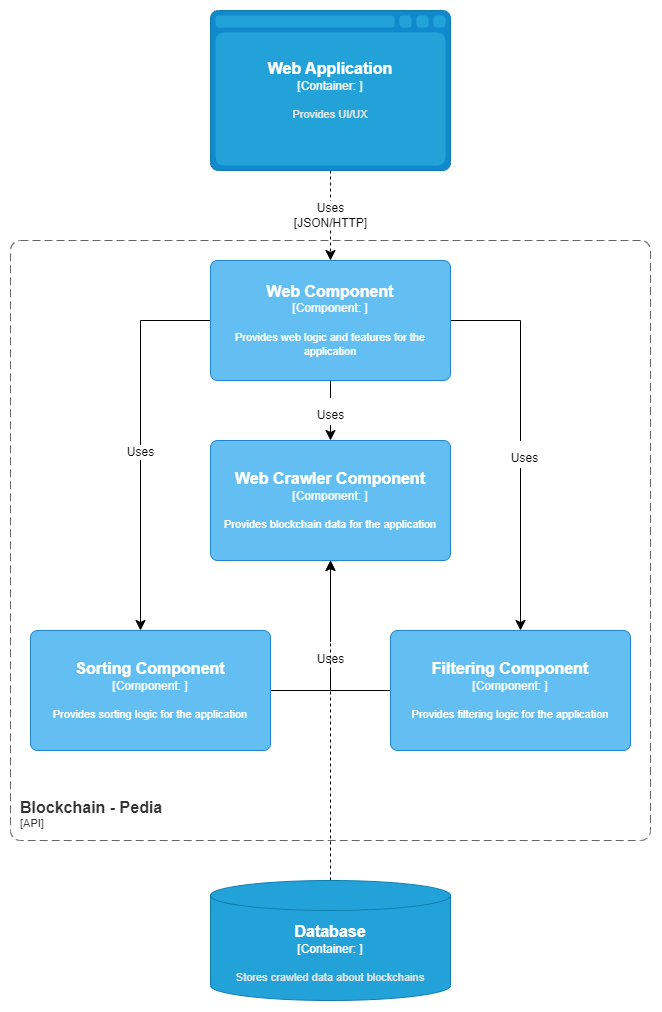 Web Application
[Container: ]
Provides UI/UX
Uses
[JSON/HTTP]
Web Component
[Component: ]
Provides web logic and features for the
application
Uses
Uses
Uses
Web Crawler Component
[Component: ]
Provides blockchain data for the application
Uses
Sorting Component
[Component: ]
Provides sorting logic for the application
Filtering Component
[Component: ]
Provides filtering logic for the application
Blockchain - Pedia
[API]
Database
[Container: ]
Stores crawled data about blockchains